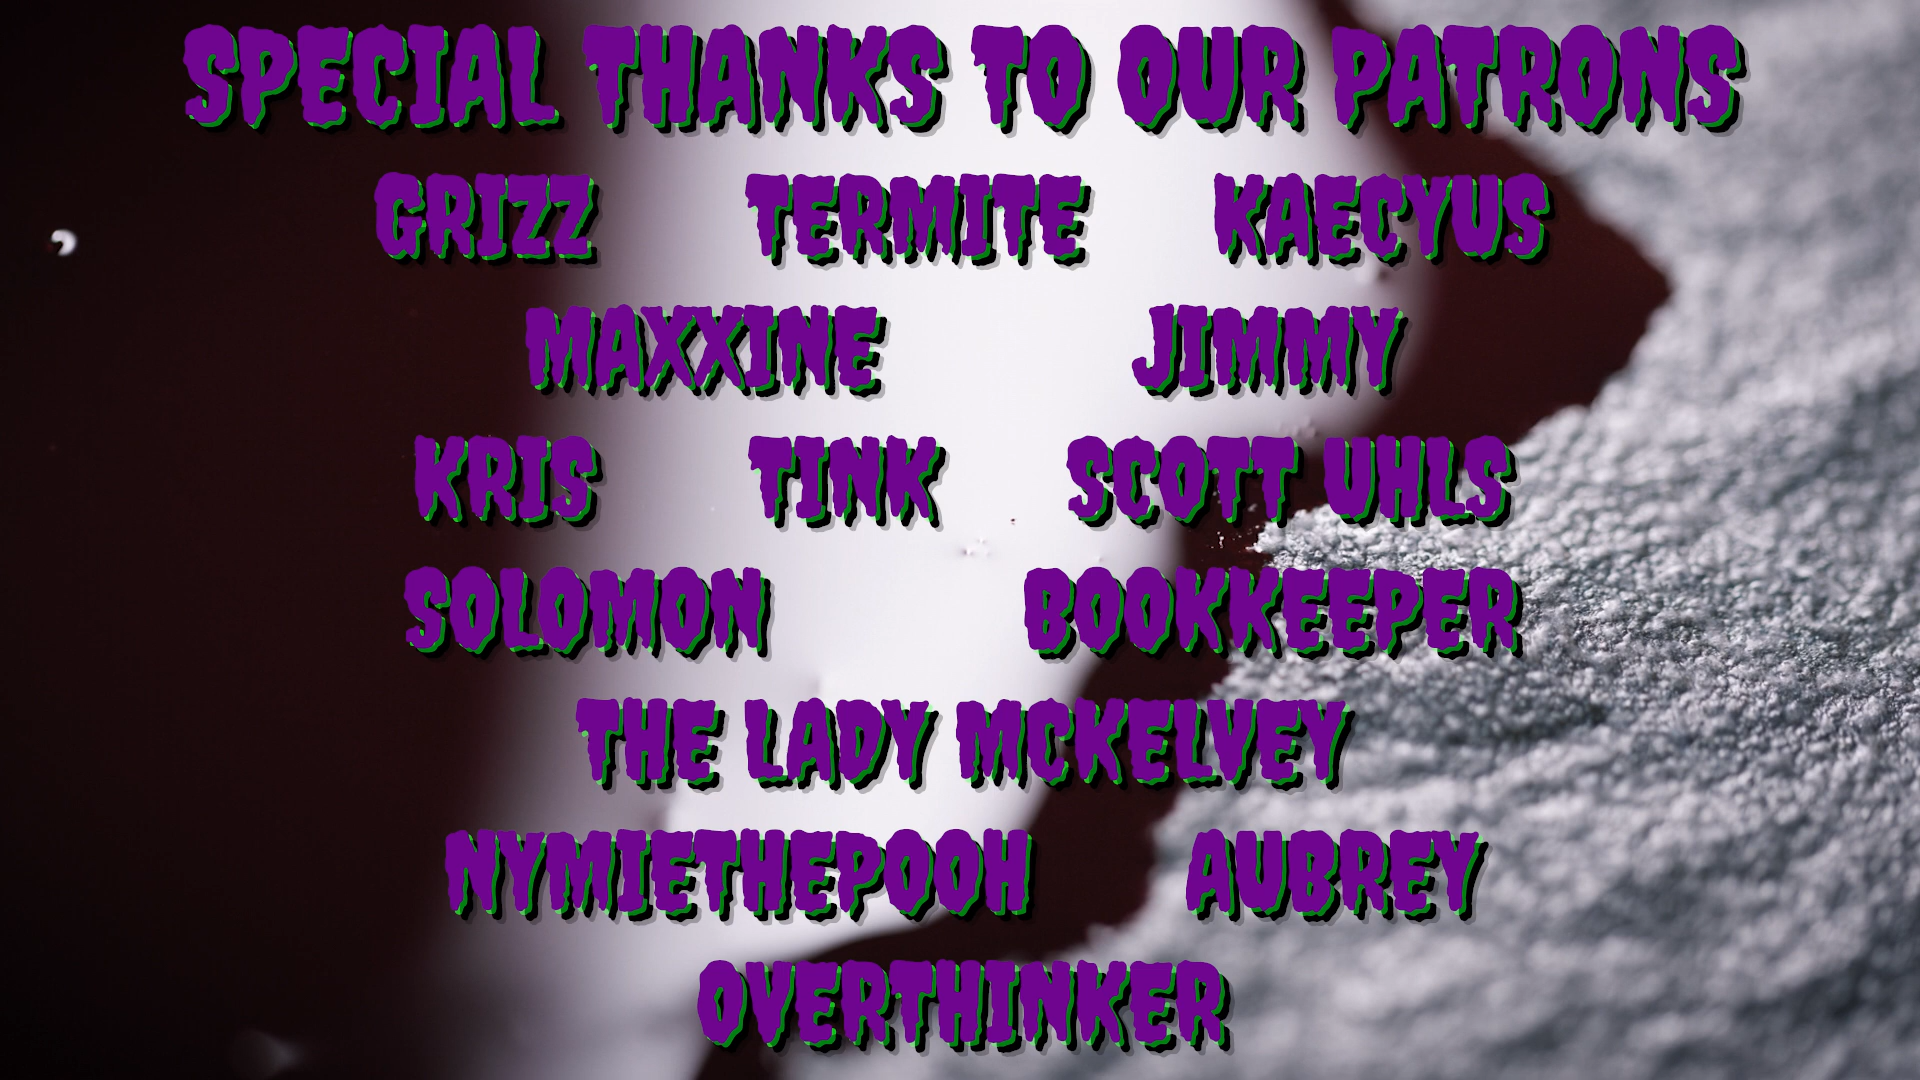 SPECIAL THANKS TO OUR PATRONS
GRIZZ TERMITE KAECYUS
MAXXINE JIMMY
KRIS TINK SCOTT UHLS
SOLOMON BOOKKEEPER
THE LADY MCKELVEY
NYMIETHEPOOH AUBREY
OVERTHINKER